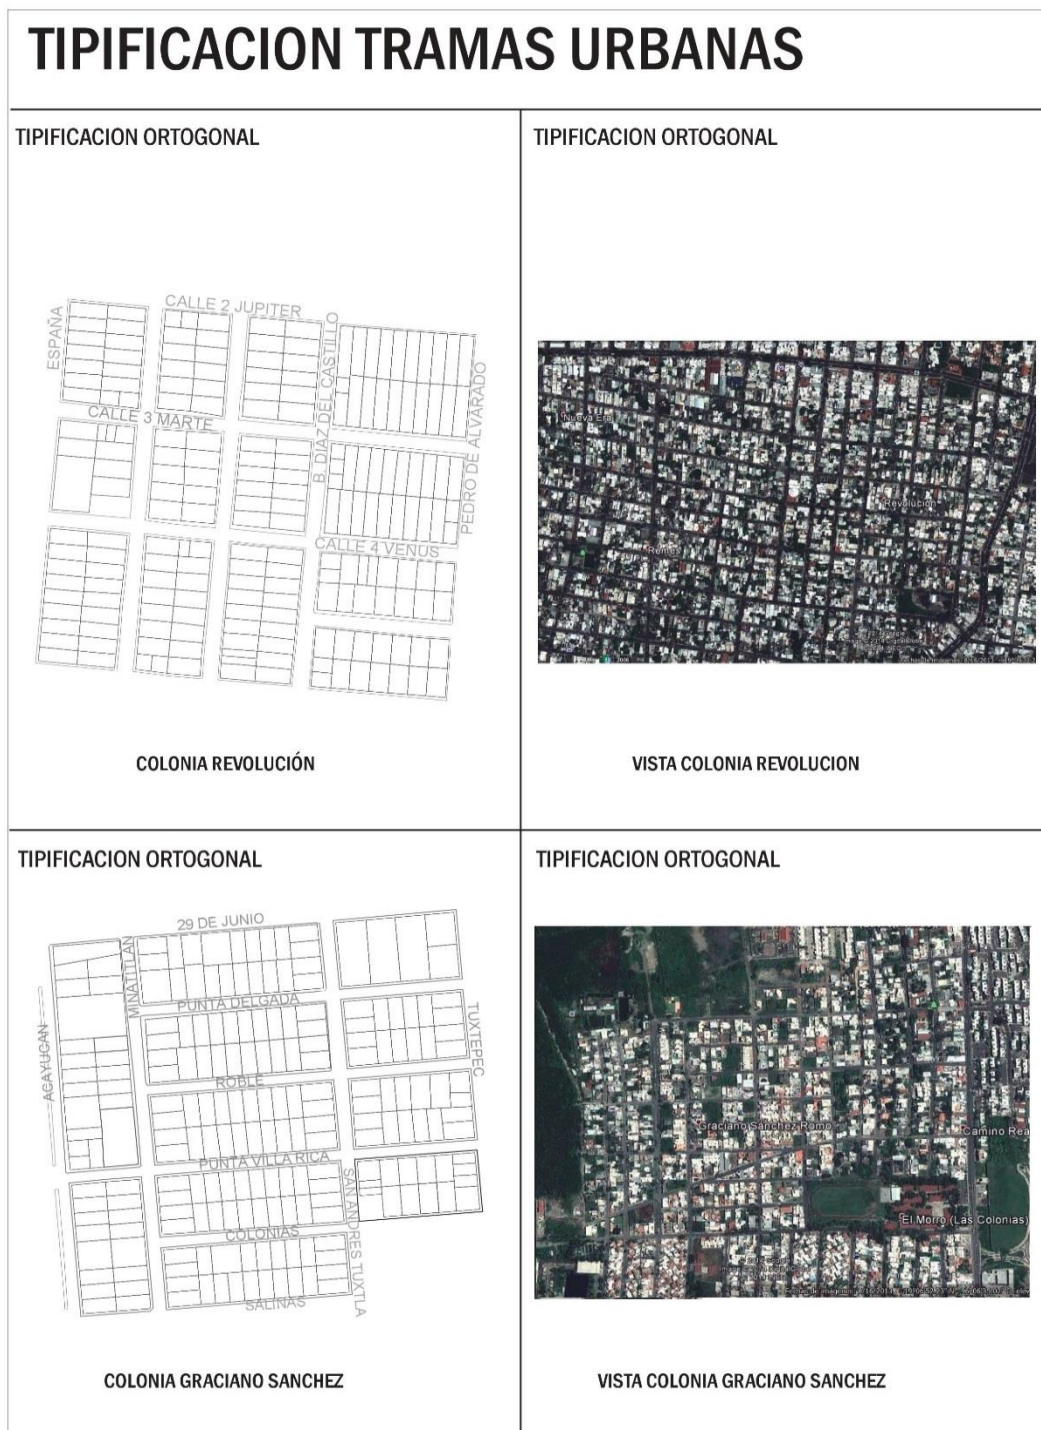 TIPIFICACION TRAMAS URBANAS
TIPIFICACION ORTOGONAL
CALLE 2 JUPITER
ESPAÑA
B. DIAZ DEL CASTILLO
PEDRO DE ALVARADO
CALLE 3 MARTE
CALLE 4 VENUS
COLONIA REVOLUCIÓN
TIPIFICACION ORTOGONAL
Nueva Era
Revolución
VISTA COLONIA REVOLUCION
TIPIFICACION ORTOGONAL
29 DE JUNIO
MINATITLAN
PUNTA DELGADA
TUXTEPEC
ACAYUCAN
ROBLE
PUNTA VILLA RICA
SAN ANDRES TUXTLA
COLONIAS
SALINAS
COLONIA GRACIANO SANCHEZ
TIPIFICACION ORTOGONAL
Graciano Sánchez Romo
Camino Rea
El Morro (Las Colonias)
VISTA COLONIA GRACIANO SANCHEZ